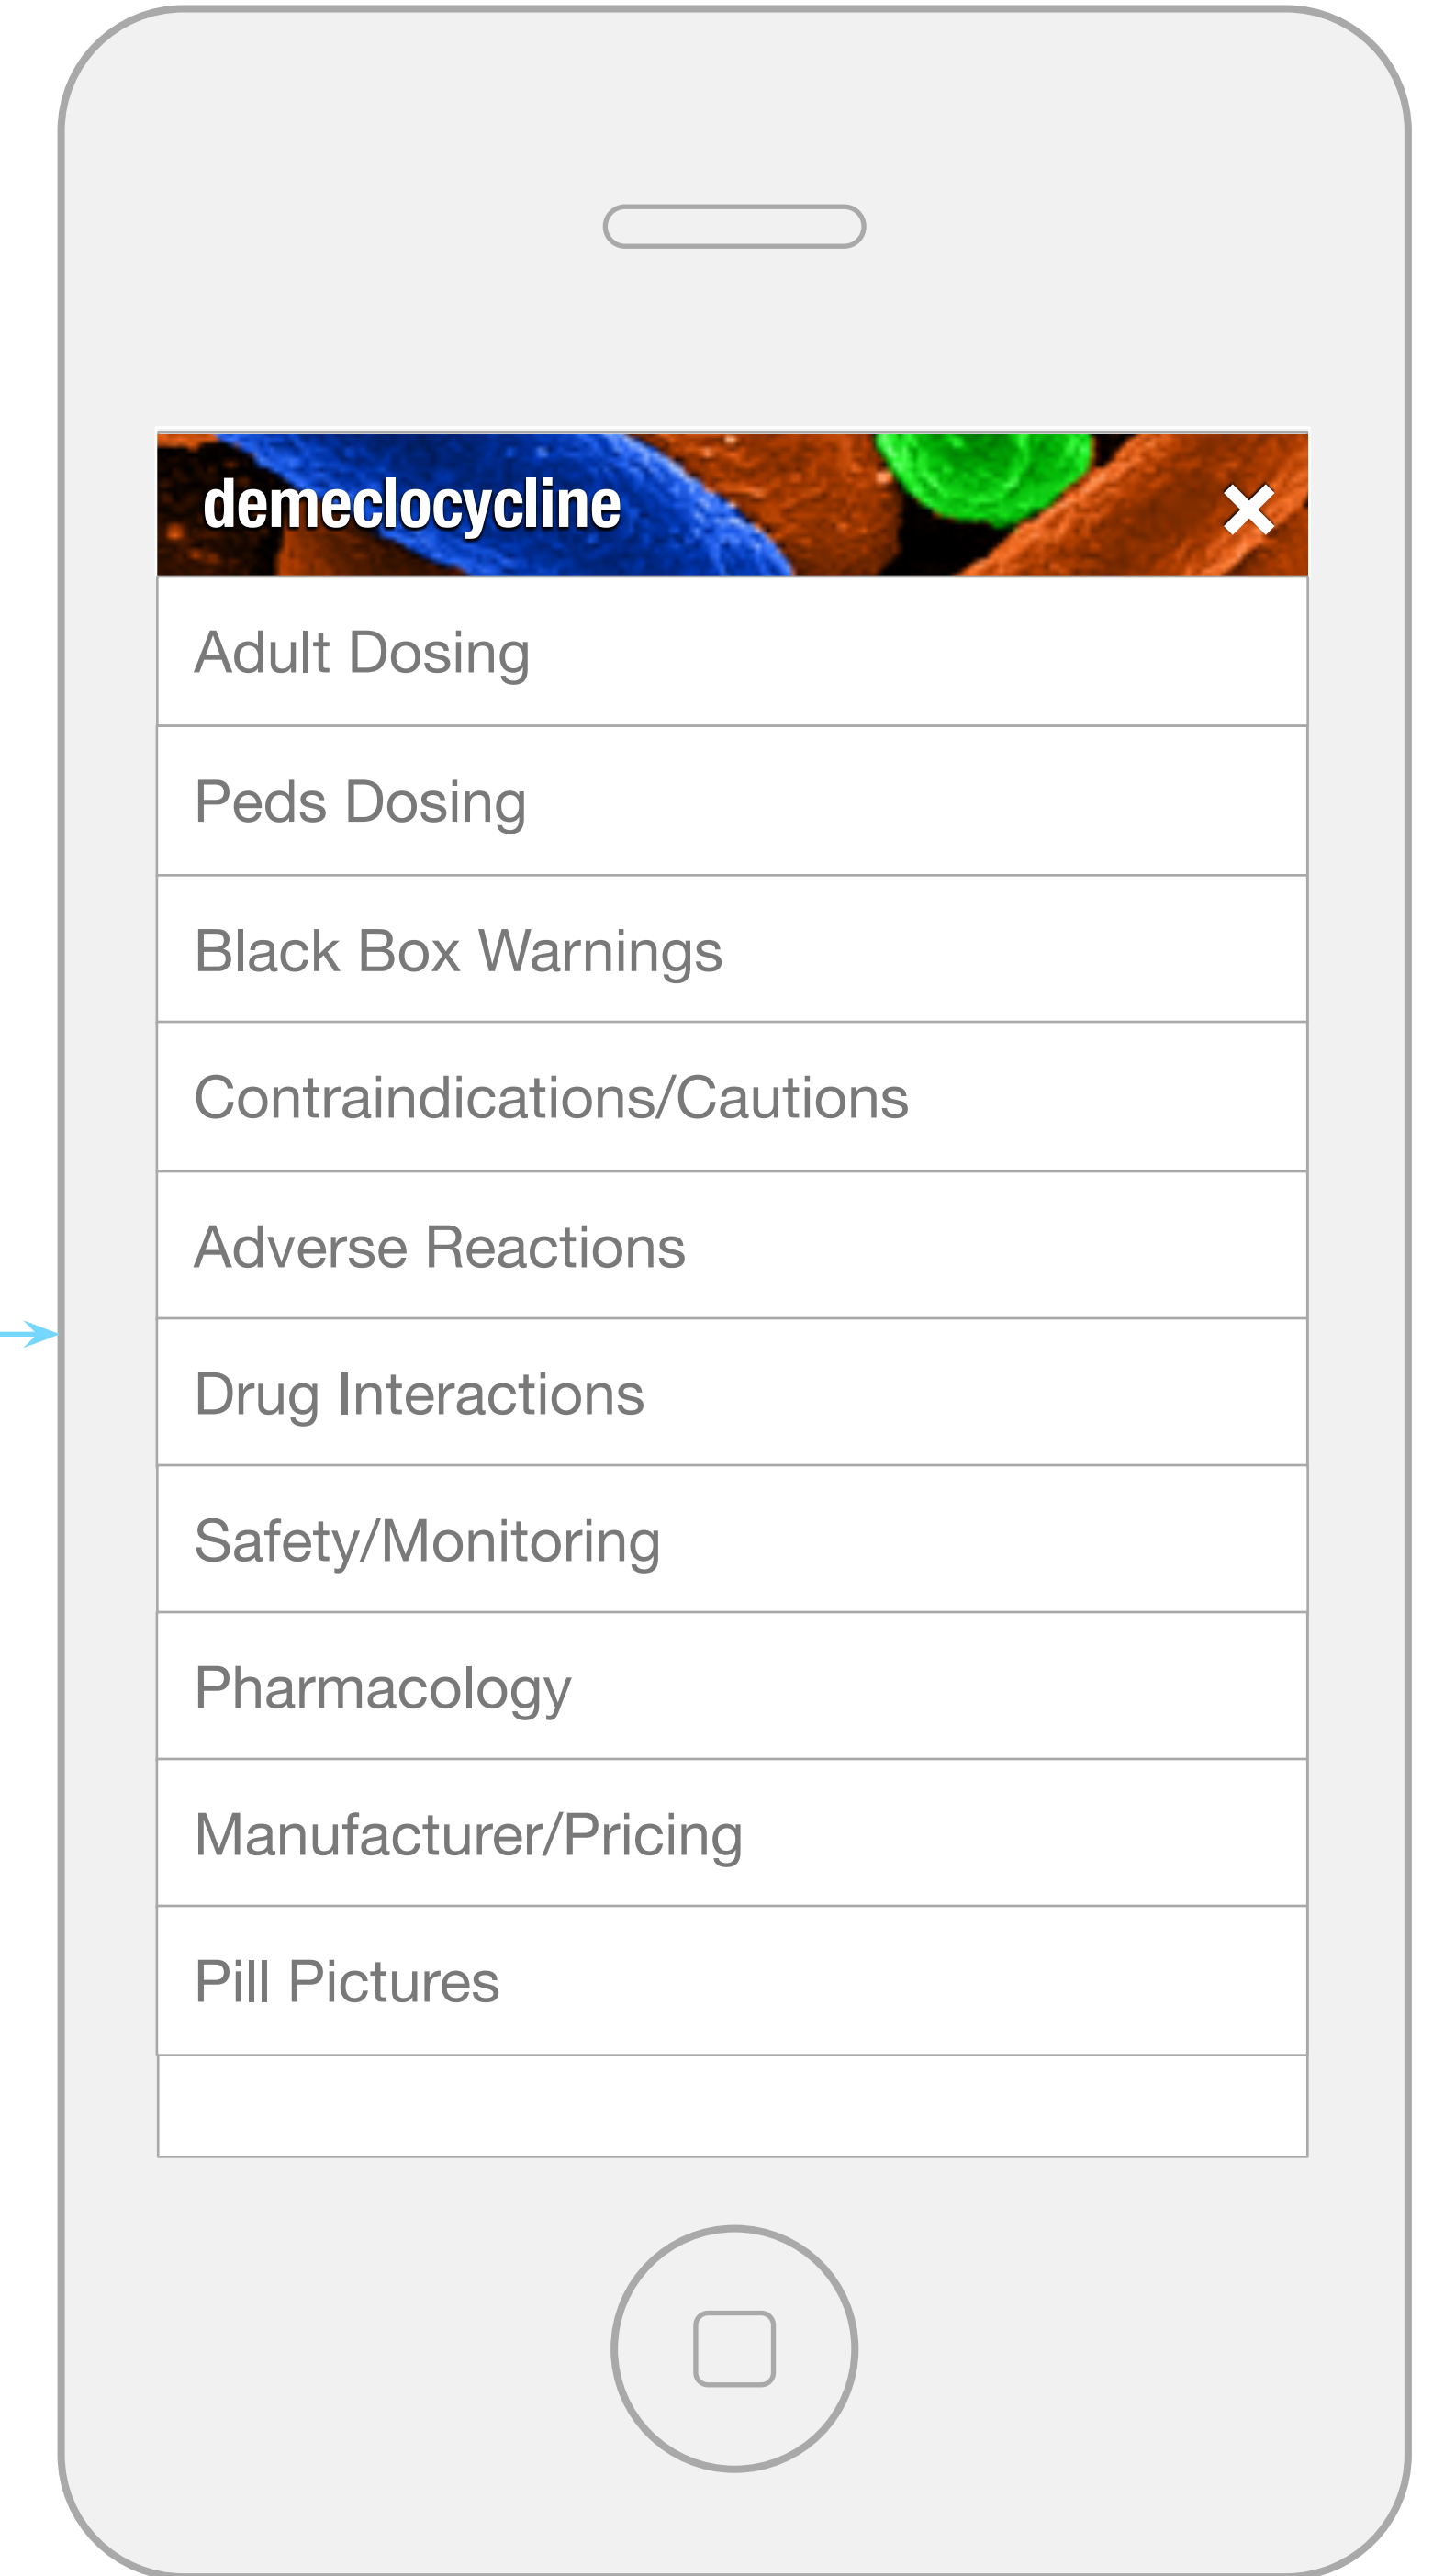 demeclocycline
Adult Dosing
Peds Dosing
Black Box Warnings
Contraindications/Cautions
Adverse Reactions
Drug Interactions
Safety/Monitoring
Pharmacology
Manufacturer/Pricing
Pill Pictures